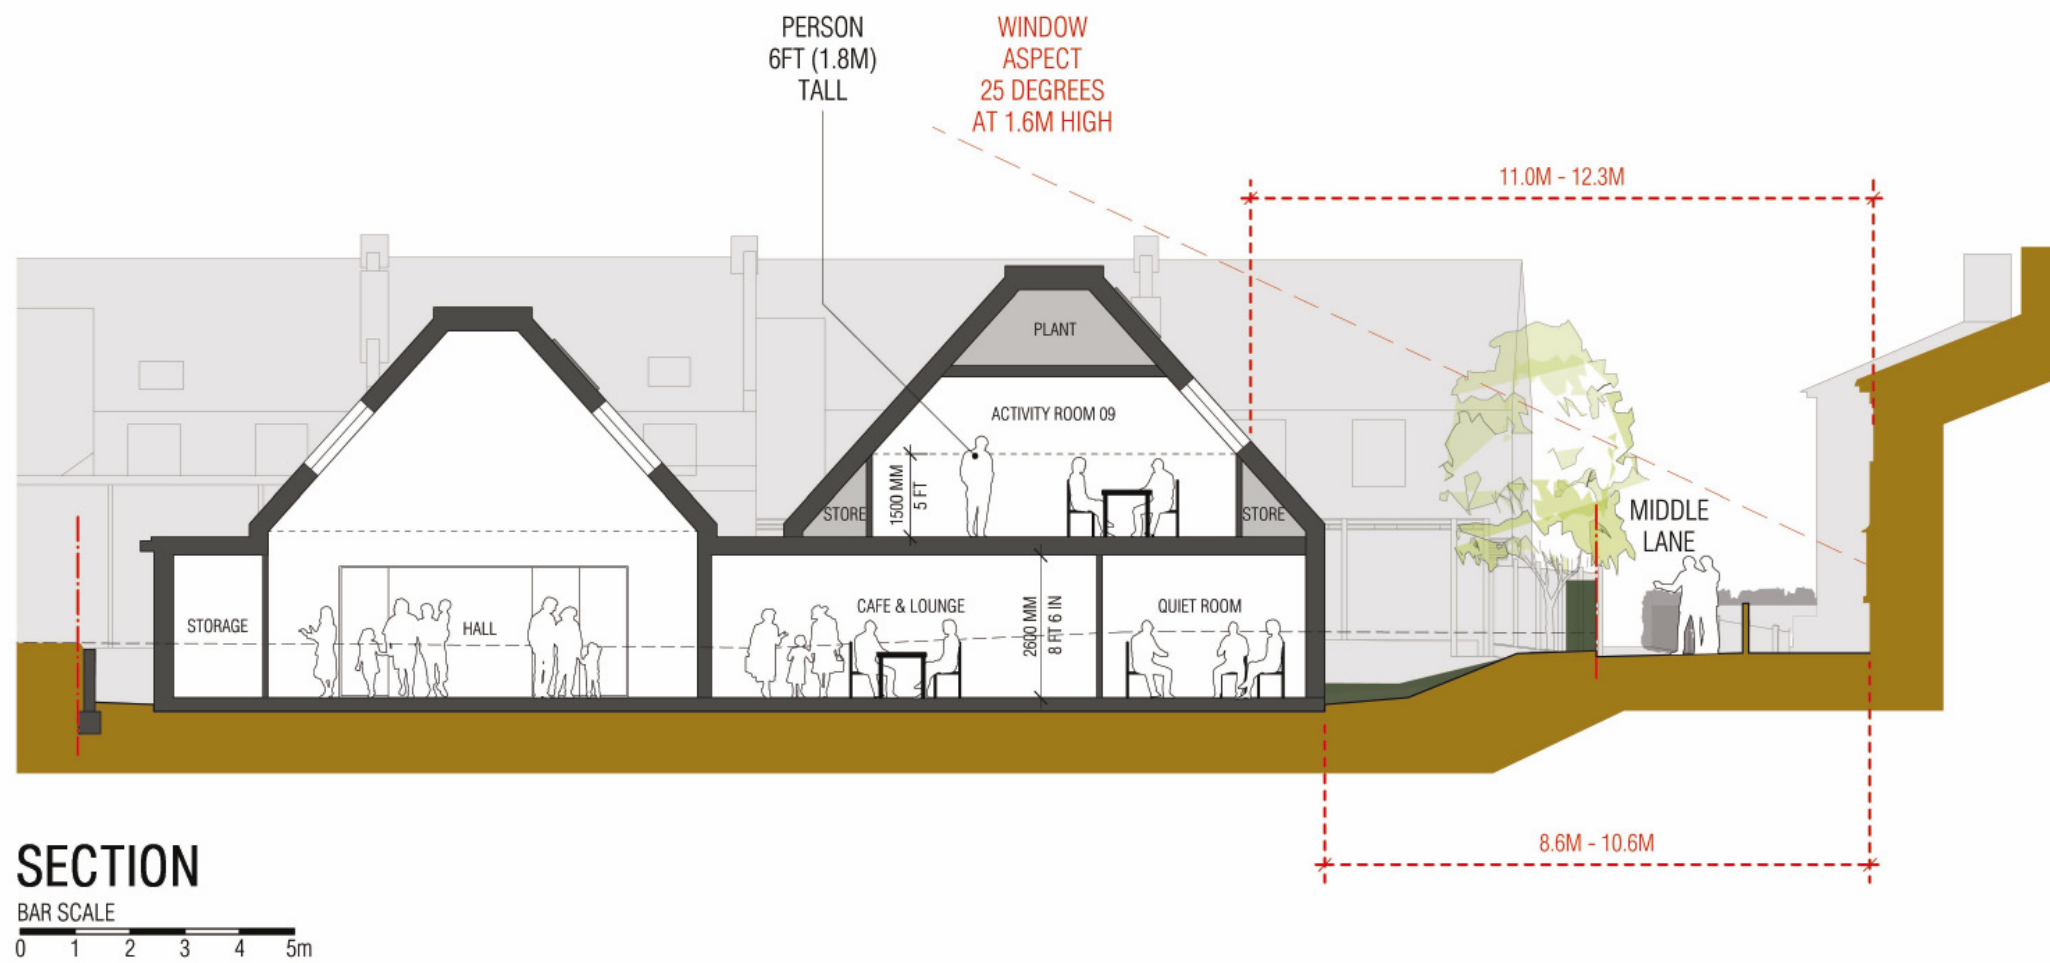 PERSON
6FT (1.8M)
TALL
WINDOW
ASPECT
25 DEGREES
AT 1.6M HIGH
11.0M - 12.3M
PLANT
ACTIVITY ROOM 09
1500 MM
5 FT
STORE
STORE
MIDDLE
LANE
STORAGE
HALL
CAFE & LOUNGE
2600 MM
8 FT 6 IN
QUIET ROOM
8.6M - 10.6M
SECTION
BAR SCALE
0 1 2 3 4 5m